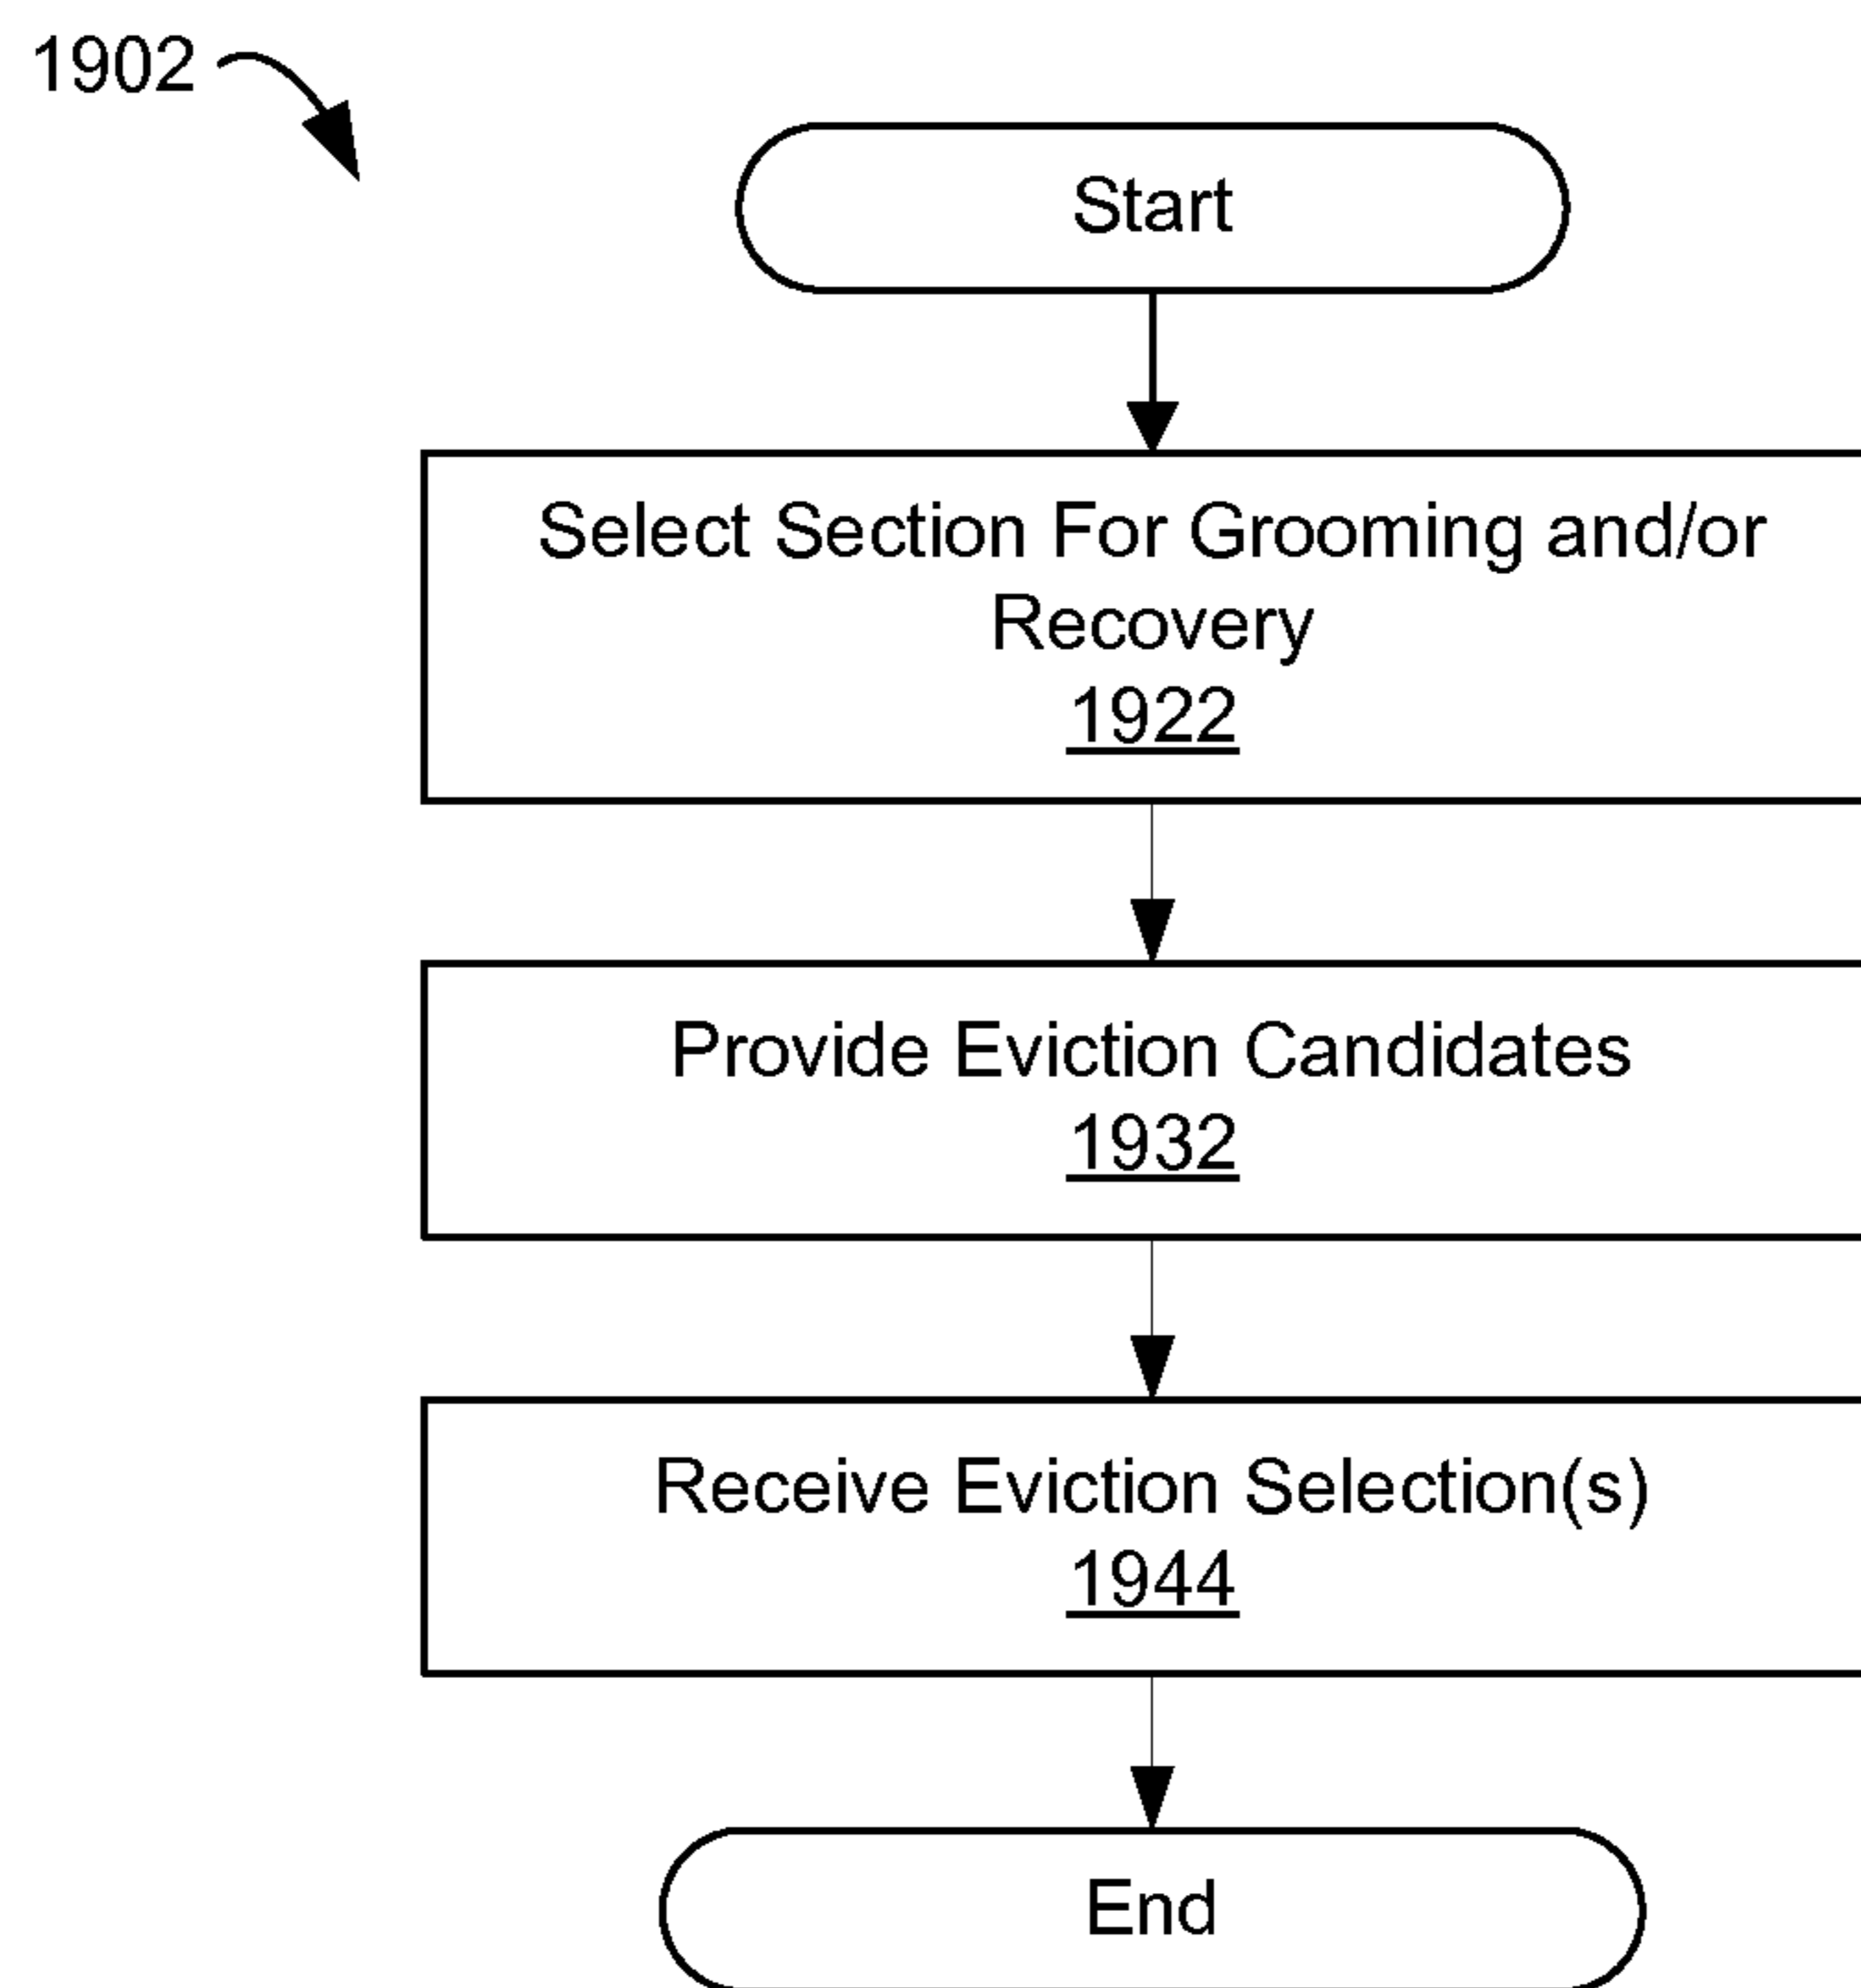 1902
Start
Select Section For Grooming and/or
Recovery
1922
Provide Eviction Candidates
1932
Receive Eviction Selection(s)
1944
End